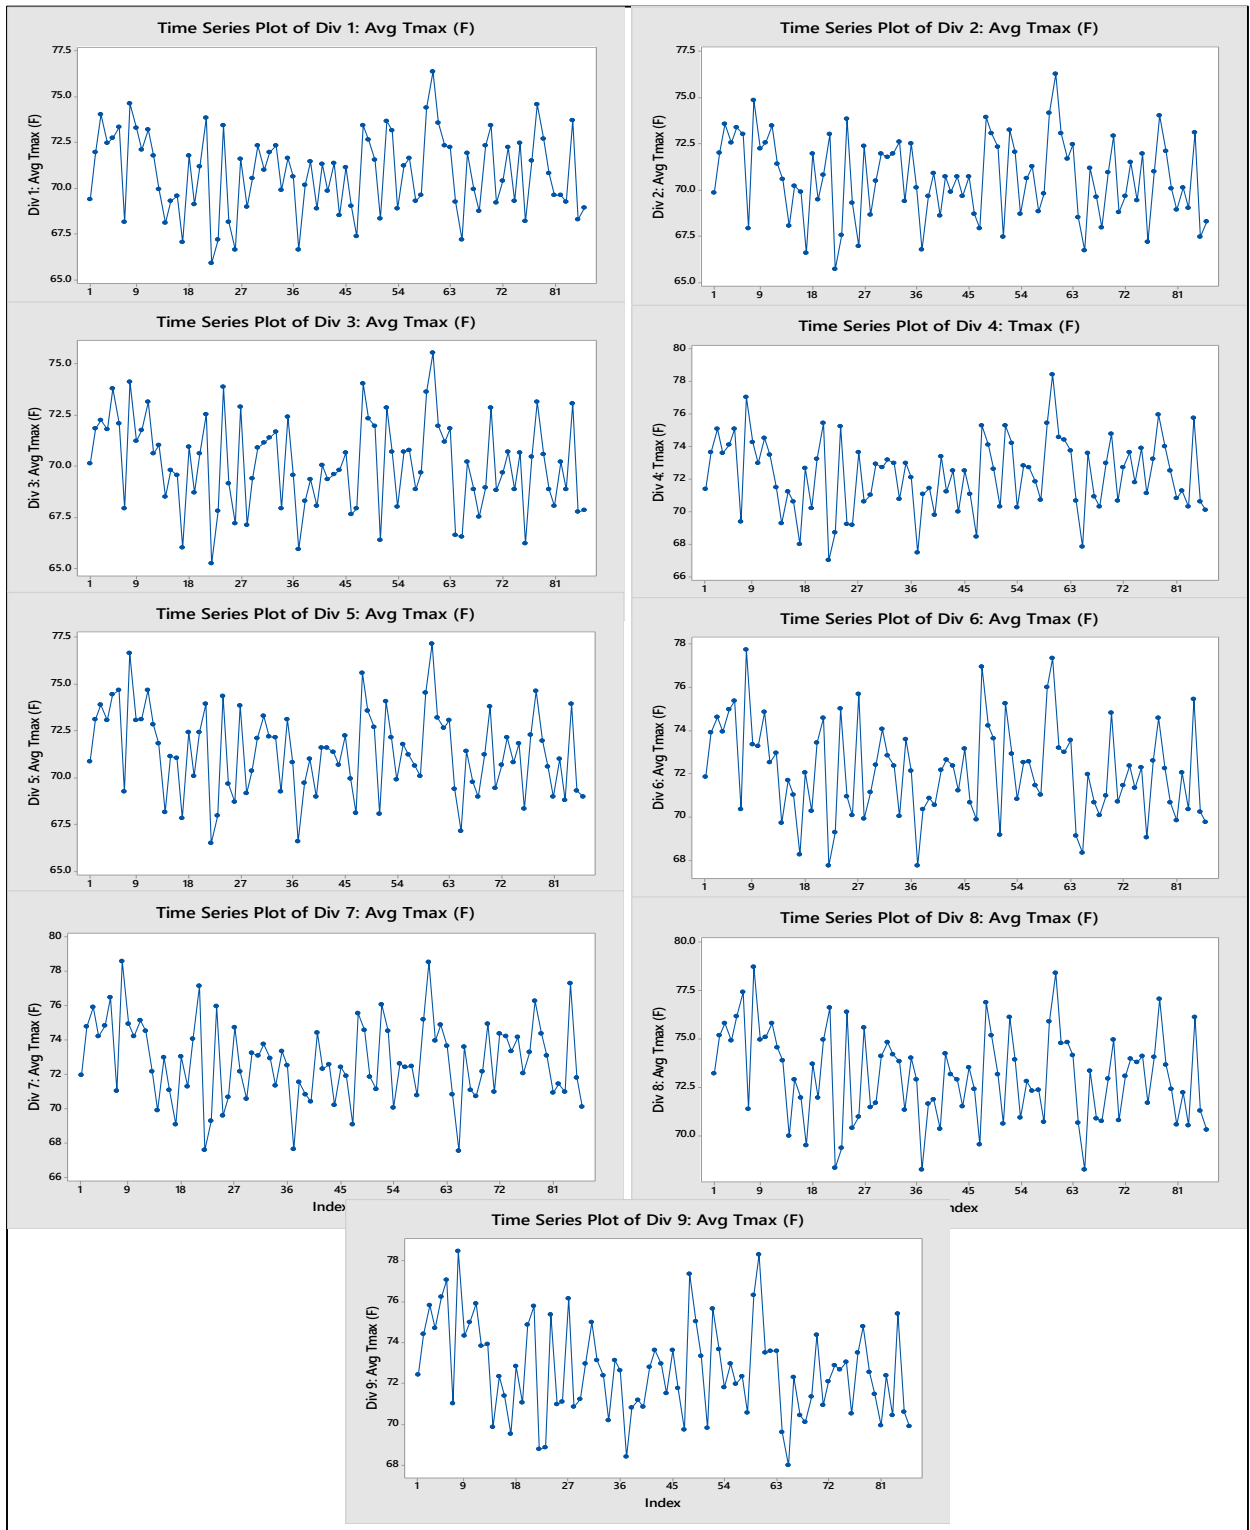 Time Series Plot of Div 1: Avg Tmax (F)
Div 1: Avg Tmax (F)
77.5
75.0
72.5
70.0
67.5
65.0
1 9 18 27 36 45 54 63 72 81
Time Series Plot of Div 2: Avg Tmax (F)
Div 2: Avg Tmax (F)
77.5
75.0
72.5
70.0
67.5
65.0
1 9 18 27 36 45 54 63 72 81
Time Series Plot of Div 3: Avg Tmax (F)
Div 3: Avg Tmax (F)
75.0
72.5
70.0
67.5
65.0
1 9 18 27 36 45 54 63 72 81
Time Series Plot of Div 4: Tmax (F)
Div 4: Tmax (F)
80
78
76
74
72
70
68
66
1 9 18 27 36 45 54 63 72 81
Time Series Plot of Div 5: Avg Tmax (F)
Div 5: Avg Tmax (F)
77.5
75.0
72.5
70.0
67.5
65.0
1 9 18 27 36 45 54 63 72 81
Time Series Plot of Div 6: Avg Tmax (F)
Div 6: Avg Tmax (F)
78
76
74
72
70
68
1 9 18 27 36 45 54 63 72 81
Time Series Plot of Div 7: Avg Tmax (F)
Div 7: Avg Tmax (F)
80
78
76
74
72
70
68
66
1 9 18 27 36 45 54 63 72 81
Time Series Plot of Div 8: Avg Tmax (F)
Div 8: Avg Tmax (F)
80.0
77.5
75.0
72.5
70.0
1 9 18 27 36 45 54 63 72 81
Time Series Plot of Div 9: Avg Tmax (F)
Div 9: Avg Tmax (F)
78
76
74
72
70
68
1 9 18 27 36 45 54 63 72 81
Index